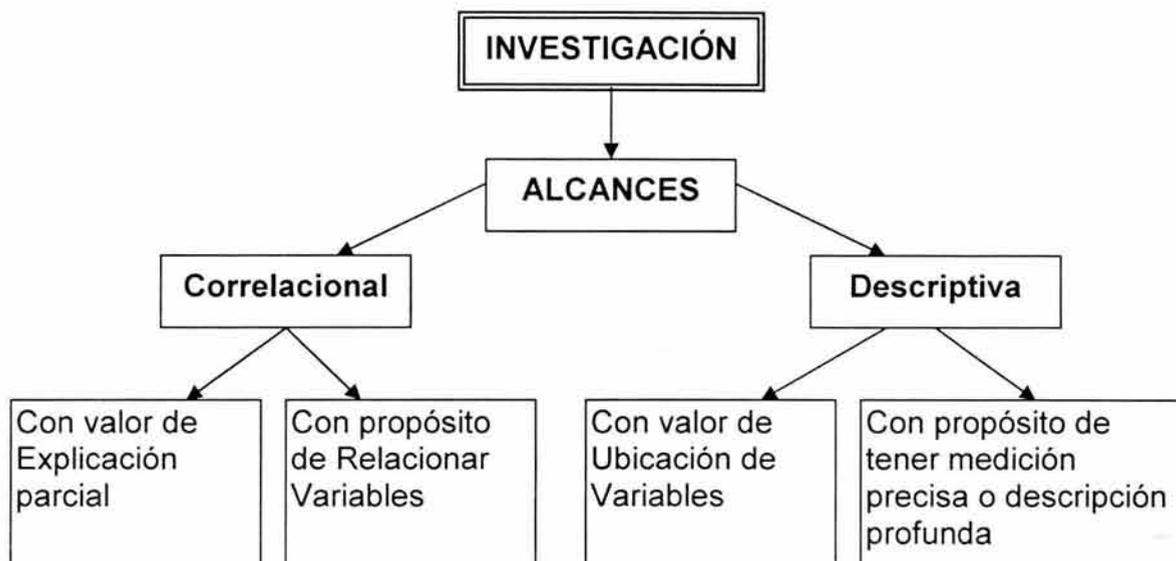 INVESTIGACIÓN
ALCANCES
Correlacional
Descriptiva
Con valor de
Explicación
parcial
Con propósito
de Relacionar
Variables
Con valor de
Ubicación de
Variables
Con propósito de
tener medición
precisa o descripción
profunda